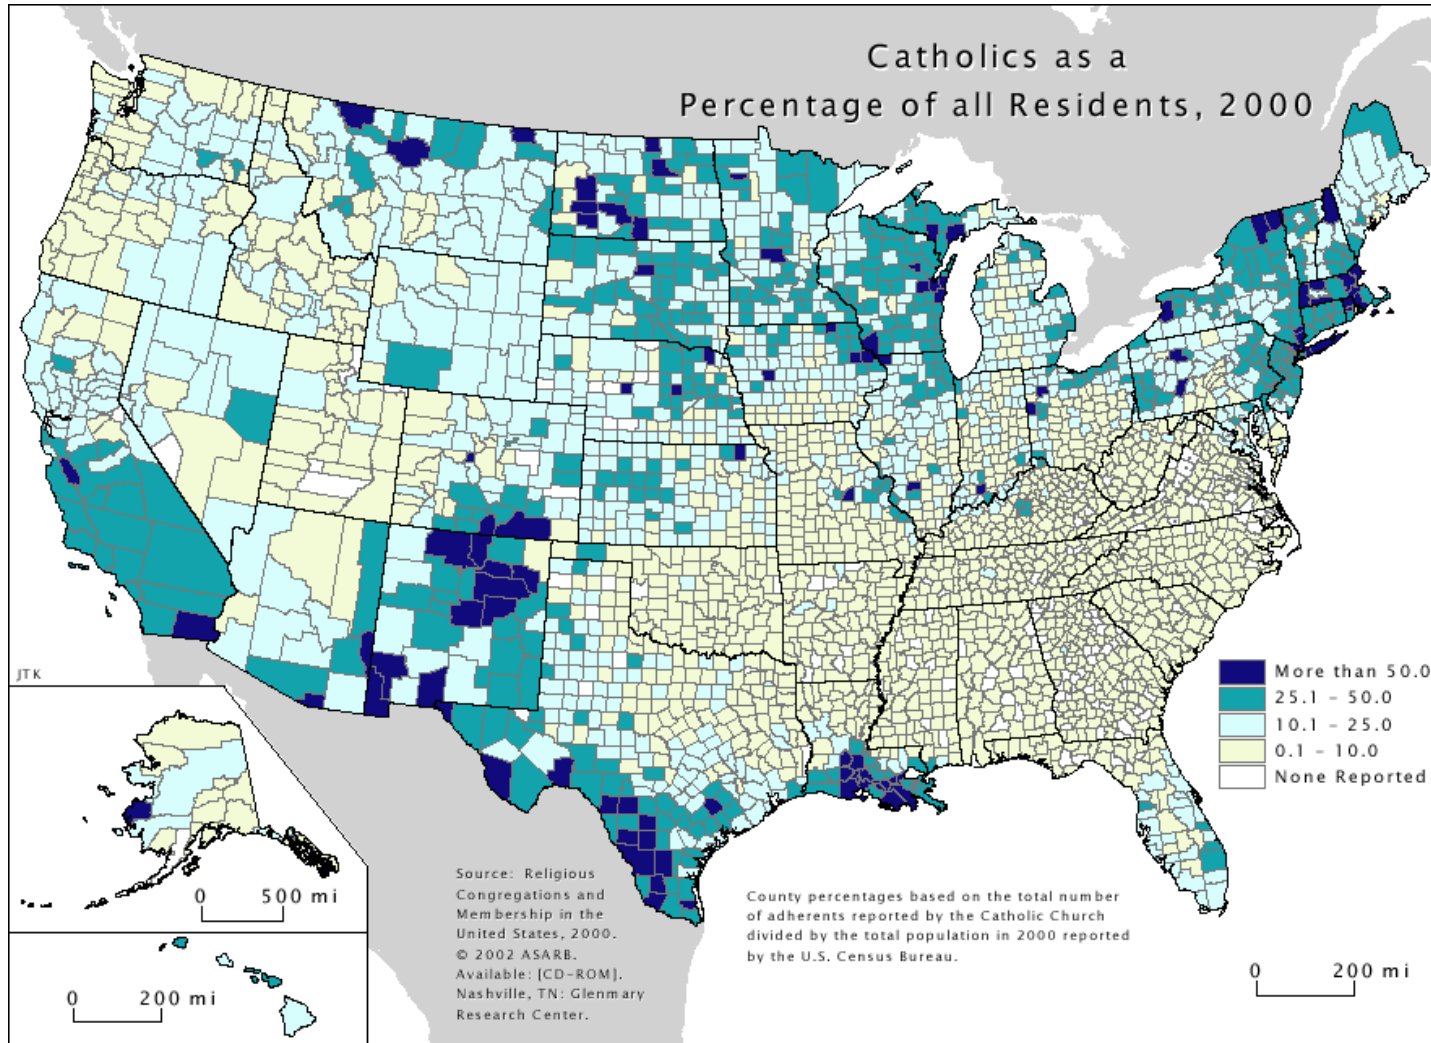 Catholics as a
Percentage of all Residents, 2000
JTK
More than 50.0
25.1 – 50.0
10.1 – 25.0
0.1 – 10.0
None Reported
0 500 mi
0 200 mi
Source: Religious
Congregations and
Membership in the
United States, 2000.
© 2002 ASARB.
Available: [CD-ROM].
Nashville, TN: Glenmary
Research Center.
County percentages based on the total number
of adherents reported by the Catholic Church
divided by the total population in 2000 reported
by the U.S. Census Bureau.
0 200 mi